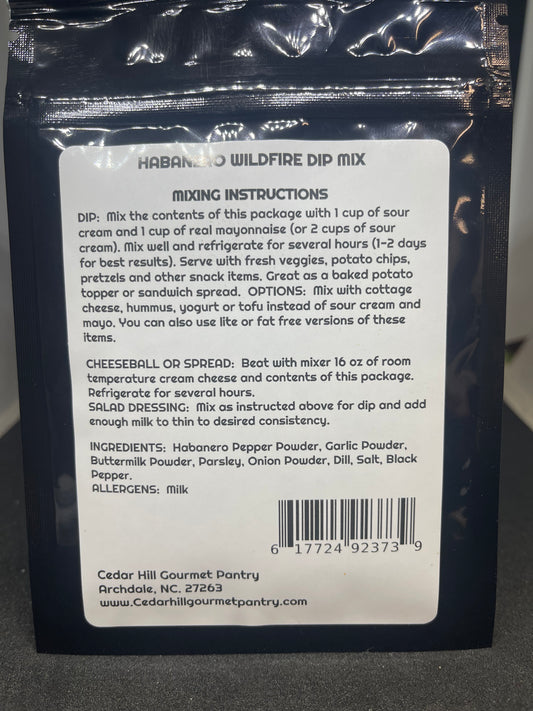 HABANERO WILDFIRE DIP MIX
MIXING INSTRUCTIONS
DIP: Mix the contents of this package with 1 cup of sour
cream and 1 cup of real mayonnaise (or 2 cups of sour
cream). Mix well and refrigerate for several hours (1-2 days
for best results). Serve with fresh veggies, potato chips,
pretzels and other snack items. Great as a baked potato
topper or sandwich spread. OPTIONS: Mix with cottage
cheese, hummus, yogurt or tofu instead of sour cream and
mayo. You can also use lite or fat free versions of these
items.
CHEESEBALL OR SPREAD: Beat with mixer 16 oz of room
temperature cream cheese and contents of this package.
Refrigerate for several hours.
SALAD DRESSING: Mix as instructed above for dip and add
enough milk to thin to desired consistency.
INGREDIENTS: Habanero Pepper Powder, Garlic Powder,
Buttermilk Powder, Parsley, Onion Powder, Dill, Salt, Black
Pepper.
ALLERGENS: Milk
6 17724 92373 9
Cedar Hill Gourmet Pantry
Archdale, NC. 27263
www.Cedarhillgourmetpantry.com